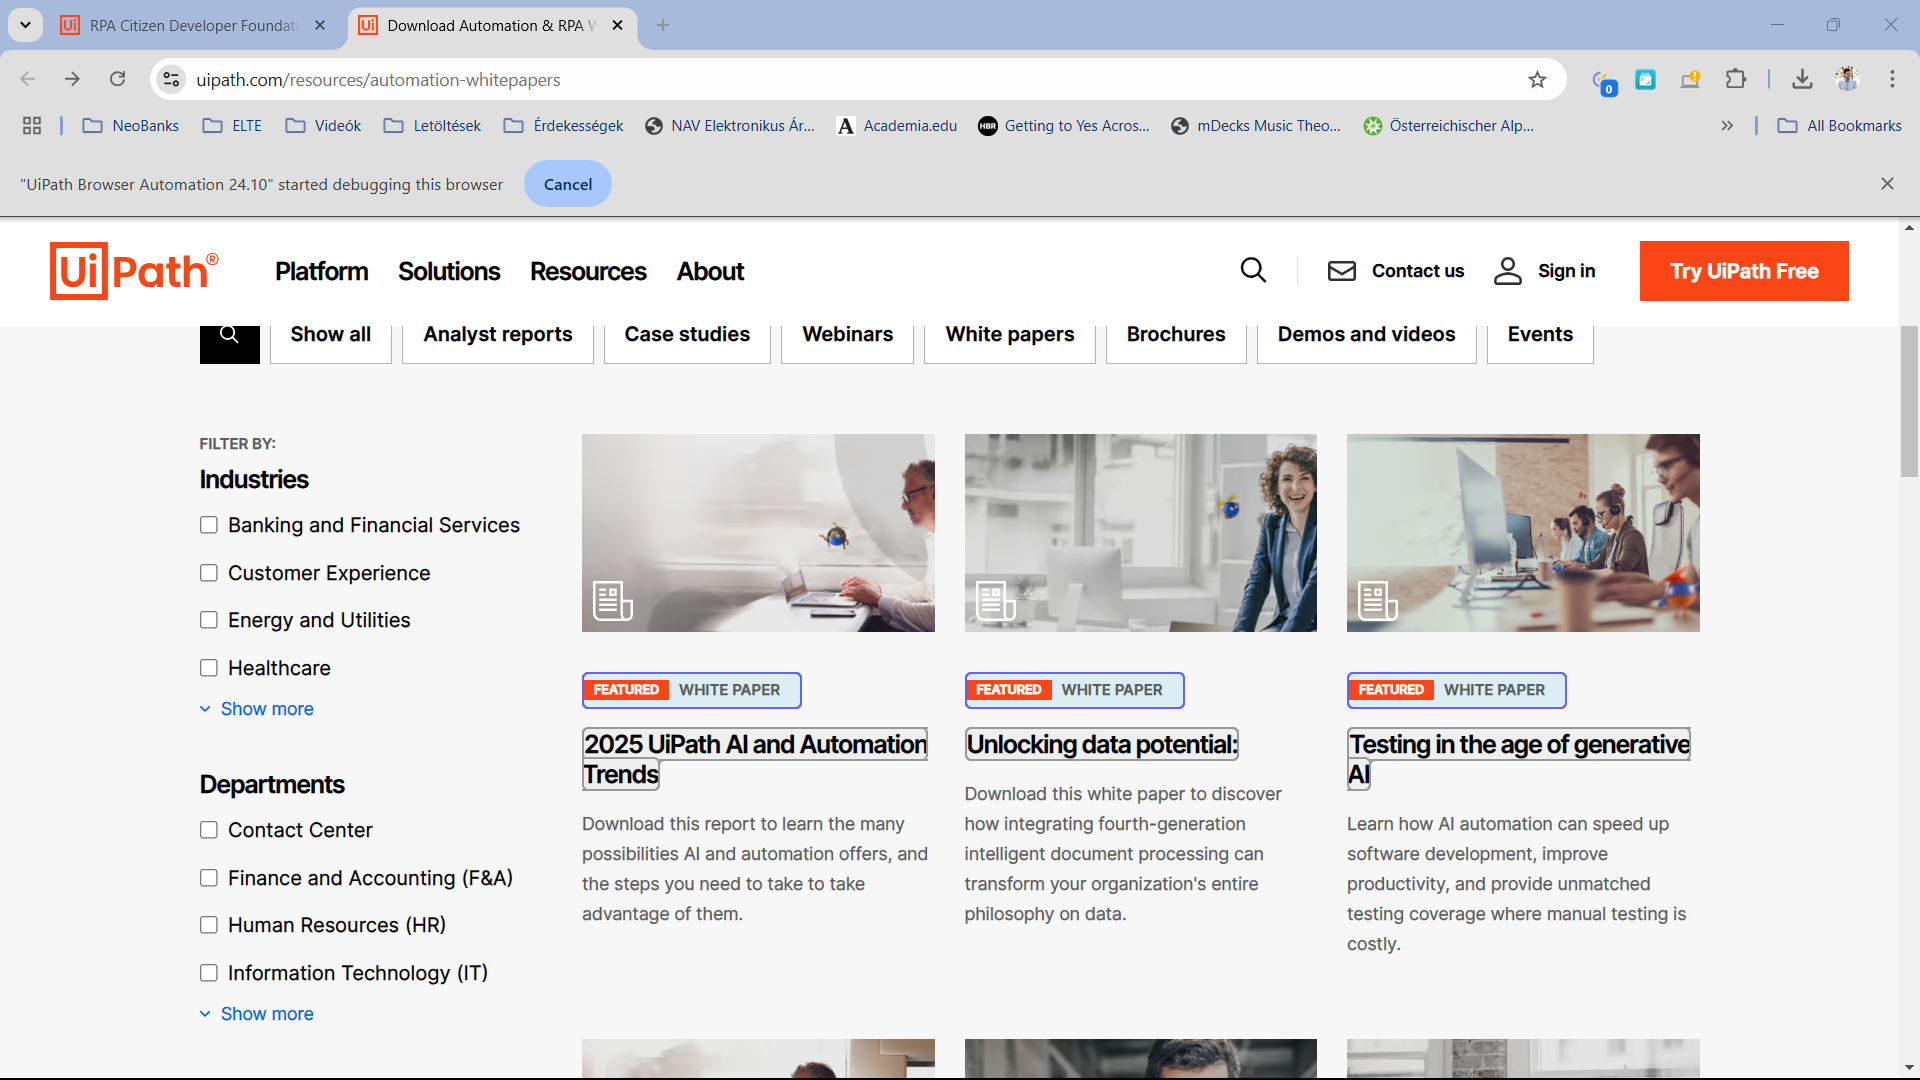 RPA Citizen Developer Foundati
Download Automation & RPA W
uipath.com/resources/automation-whitepapers
0
NeoBanks
ELTE
Videók
Letöltések
Érdekességek
NAV Elektronikus Ár...
A Academia.edu
HBR Getting to Yes Acros...
mDecks Music Theo...
Österreichischer Alp...
All Bookmarks
"UiPath Browser Automation 24.10" started debugging this browser
Cancel
UiPath®
Platform
Solutions
Resources
About
Contact us
Sign in
Try UiPath Free
Show all
Analyst reports
Case studies
Webinars
White papers
Brochures
Demos and videos
Events
FILTER BY:
Industries
Banking and Financial Services
Customer Experience
Energy and Utilities
Healthcare
Show more
Departments
Contact Center
Finance and Accounting (F&A)
Human Resources (HR)
Information Technology (IT)
Show more
FEATURED WHITE PAPER
2025 UiPath AI and Automation
Trends
Download this report to learn the many
possibilities AI and automation offers, and
the steps you need to take to take
advantage of them.
FEATURED WHITE PAPER
Unlocking data potential:
Download this white paper to discover
how integrating fourth-generation
intelligent document processing can
transform your organization's entire
philosophy on data.
FEATURED WHITE PAPER
Testing in the age of generative
AI
Learn how AI automation can speed up
software development, improve
productivity, and provide unmatched
testing coverage where manual testing is
costly.